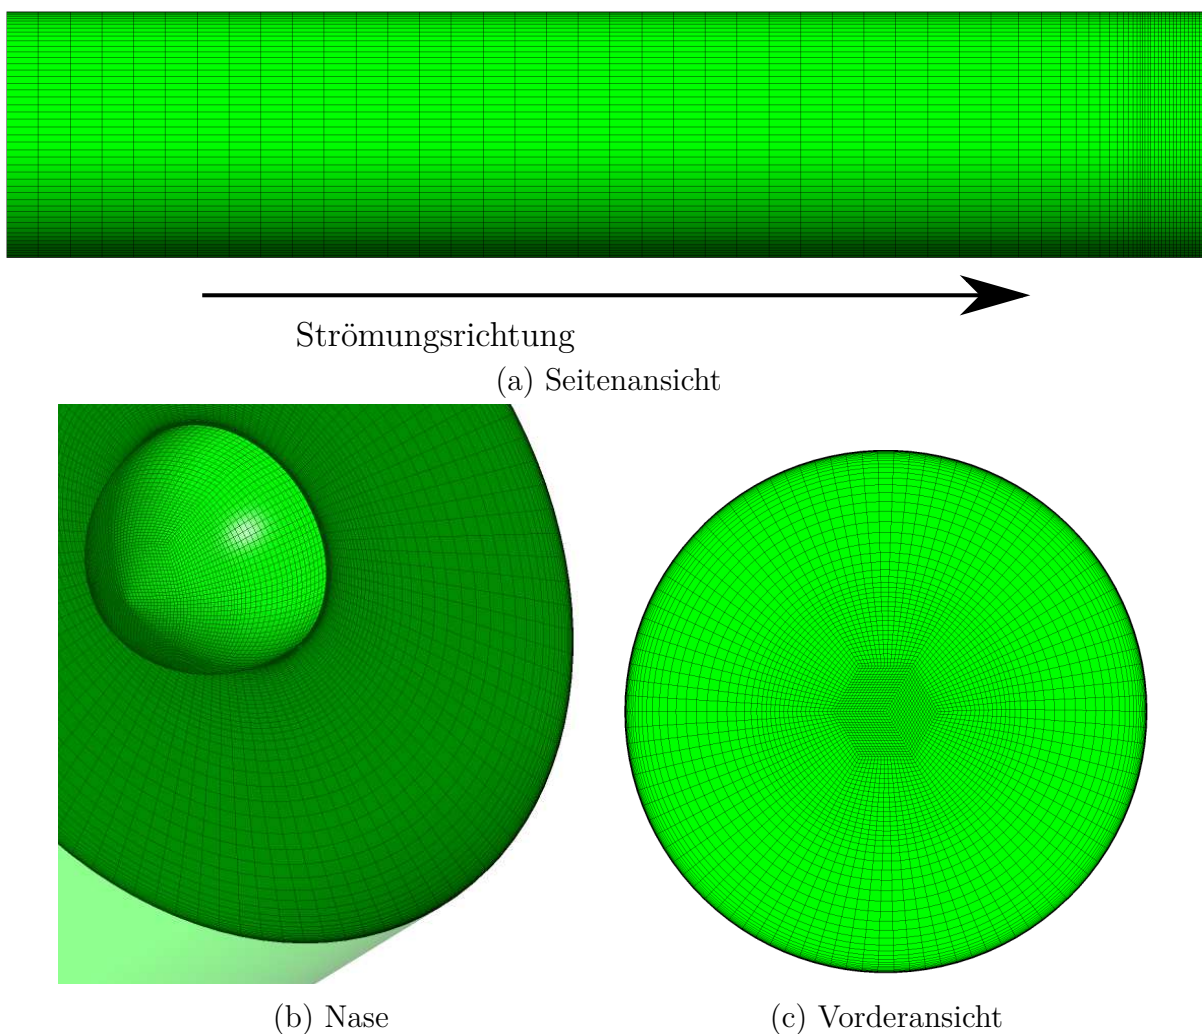 Strömungsrichtung
(a) Seitenansicht
(b) Nase
(c) Vorderansicht